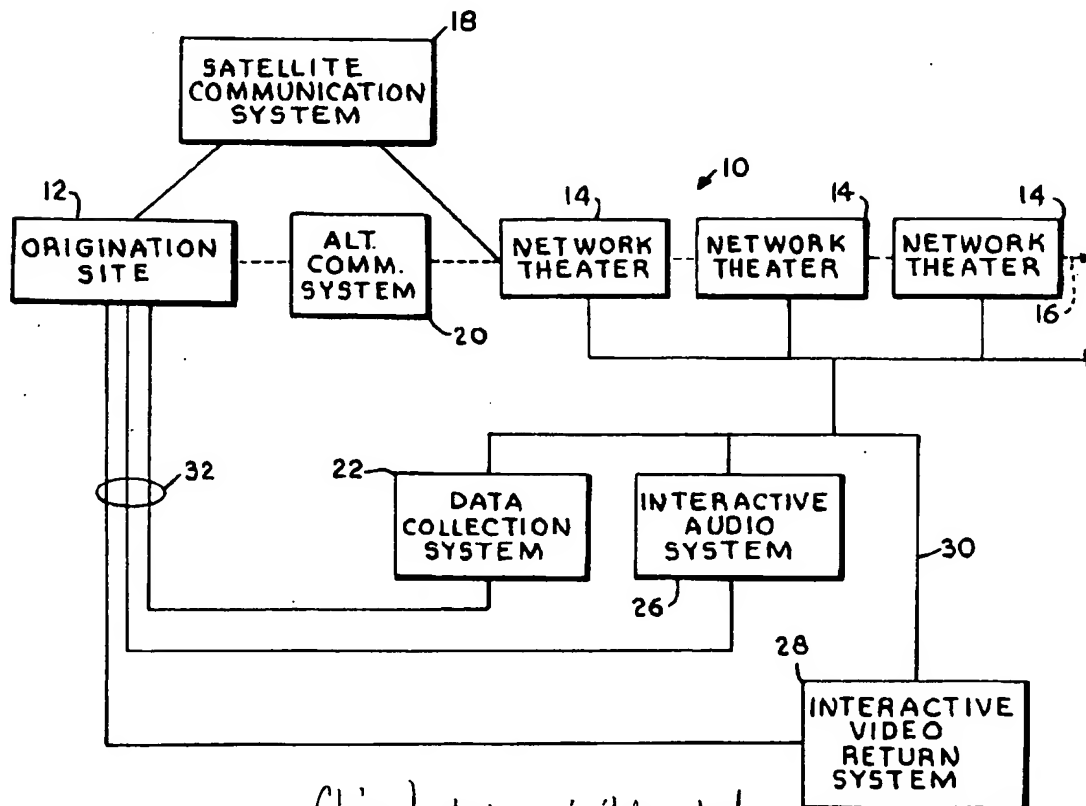 18
SATELLITE
COMMUNICATION
SYSTEM
10
12
14
14
14
ORIGINATION
SITE
ALT.
COMM.
SYSTEM
NETWORK
THEATER
NETWORK
THEATER
NETWORK
THEATER
16
20
32
22
DATA
COLLECTION
SYSTEM
INTERACTIVE
AUDIO
SYSTEM
26
30
28
INTERACTIVE
VIDEO
RETURN
SYSTEM